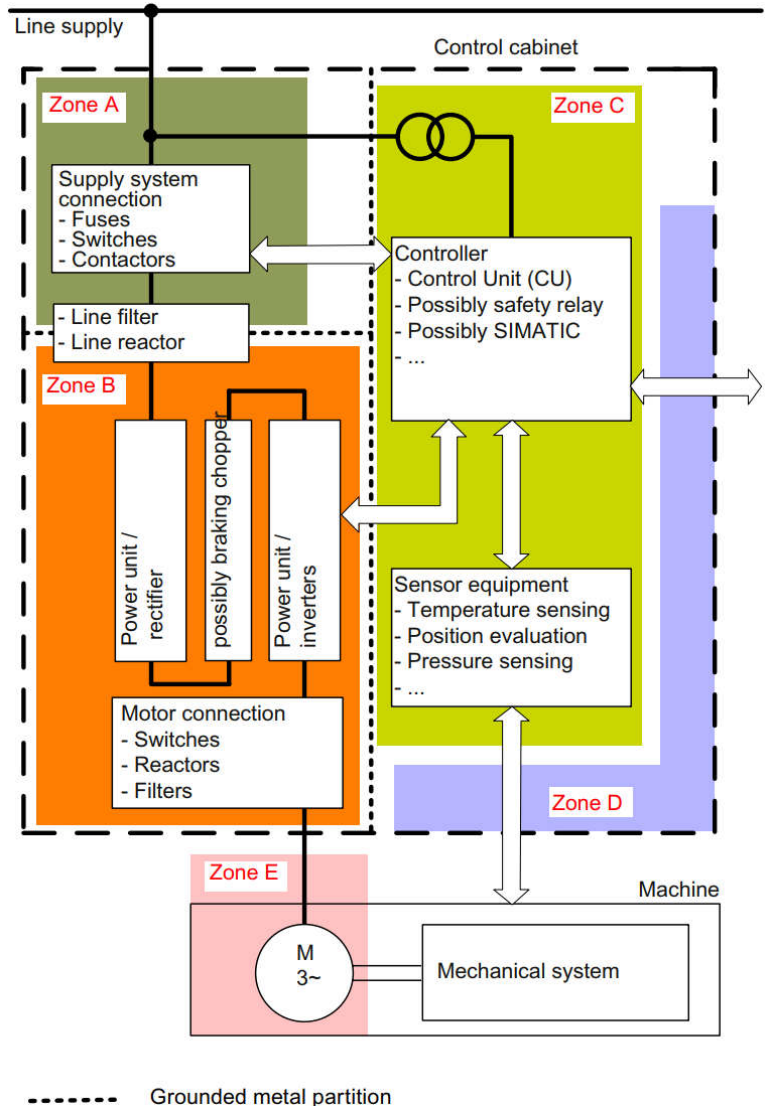 Line supply
Control cabinet
Zone A
Zone C
Supply system
connection
- Fuses
- Switches
- Contactors
Controller
- Control Unit (CU)
- Possibly safety relay
- Possibly SIMATIC
- ...
- Line filter
- Line reactor
Zone B
Power unit /
rectifier
possibly braking chopper
Power unit /
inverters
Sensor equipment
- Temperature sensing
- Position evaluation
- Pressure sensing
- ...
Motor connection
- Switches
- Reactors
- Filters
Zone D
Zone E
Machine
M
3~
Mechanical system
Grounded metal partition